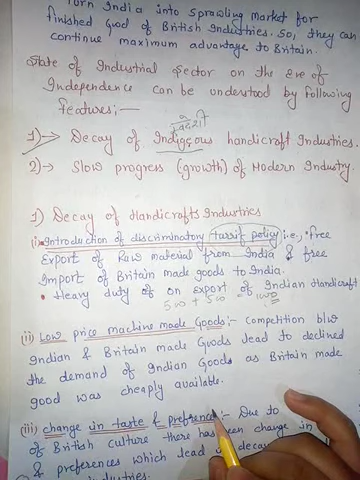 Turn India into sprawling market for
finished Good of British Industries. So, they can
continue maximum advantage to Britain.
State of Industrial Sector on the Eve of
Independence can be understood by following
features:—
1) → Decay of Indigeous handicraft Industries.
2) → Slow progress (growth) of Modern Industry.
1) Decay of Handicrafts Industries
(i) Introduction of discriminatory tarrif policy i.e., • Free
Export of Raw material from India & free
Import of Britain made goods to India.
• Heavy duty of on export of Indian Handicraft
500 + 500 = 1000
(ii) Low price machine made Goods:- Competition b/w
Indian & Britain made Goods lead to declined
the demand of Indian Goods as Britain made
good was cheaply available.
(iii) change in taste & preference:- Due to
of British Culture there has been change in
& preferences which lead
industries.